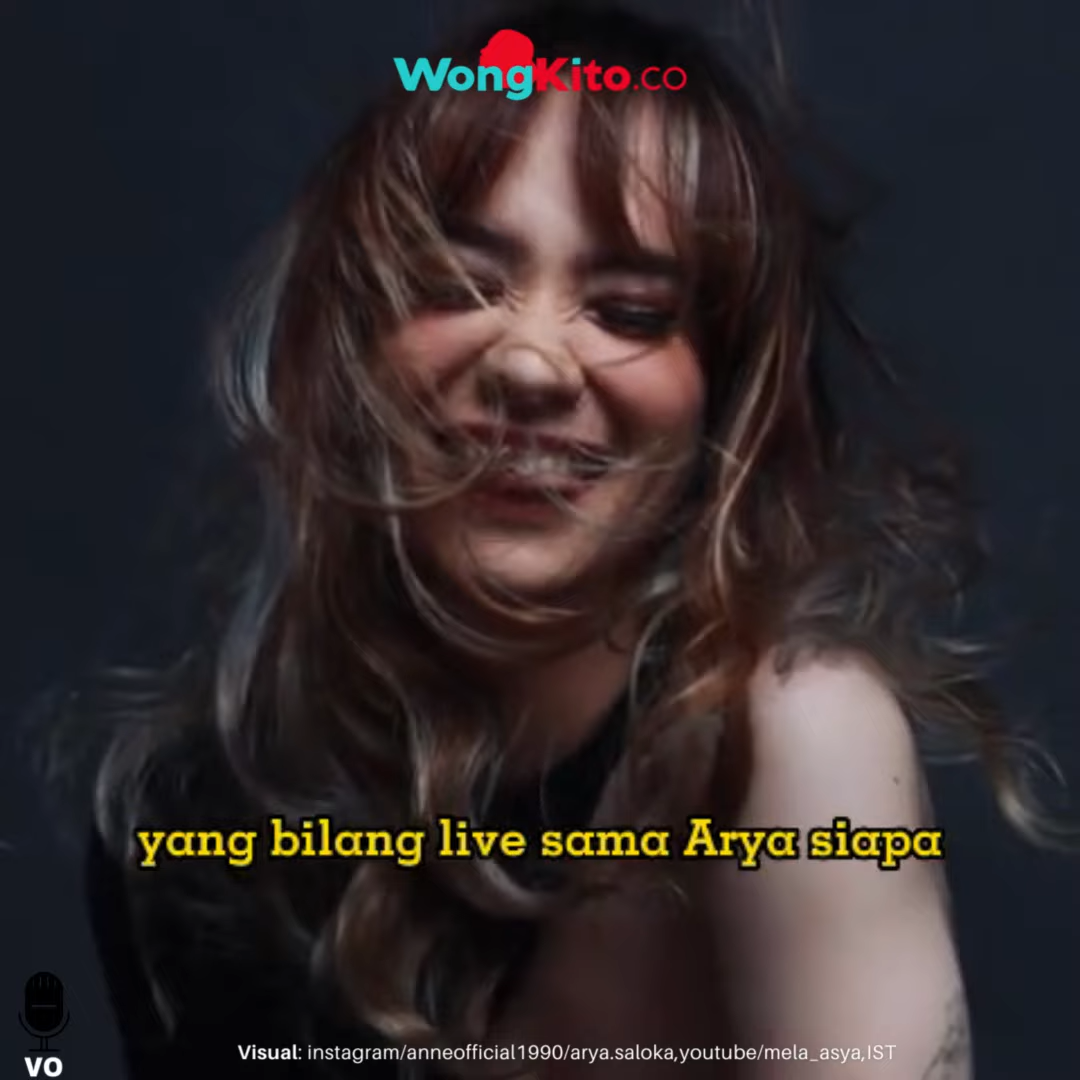 WongKito.co
yang bilang live sama Arya siapa
VO
Visual: instagram/anneofficial1990/arya.saloka,youtube/mela_asya,IST